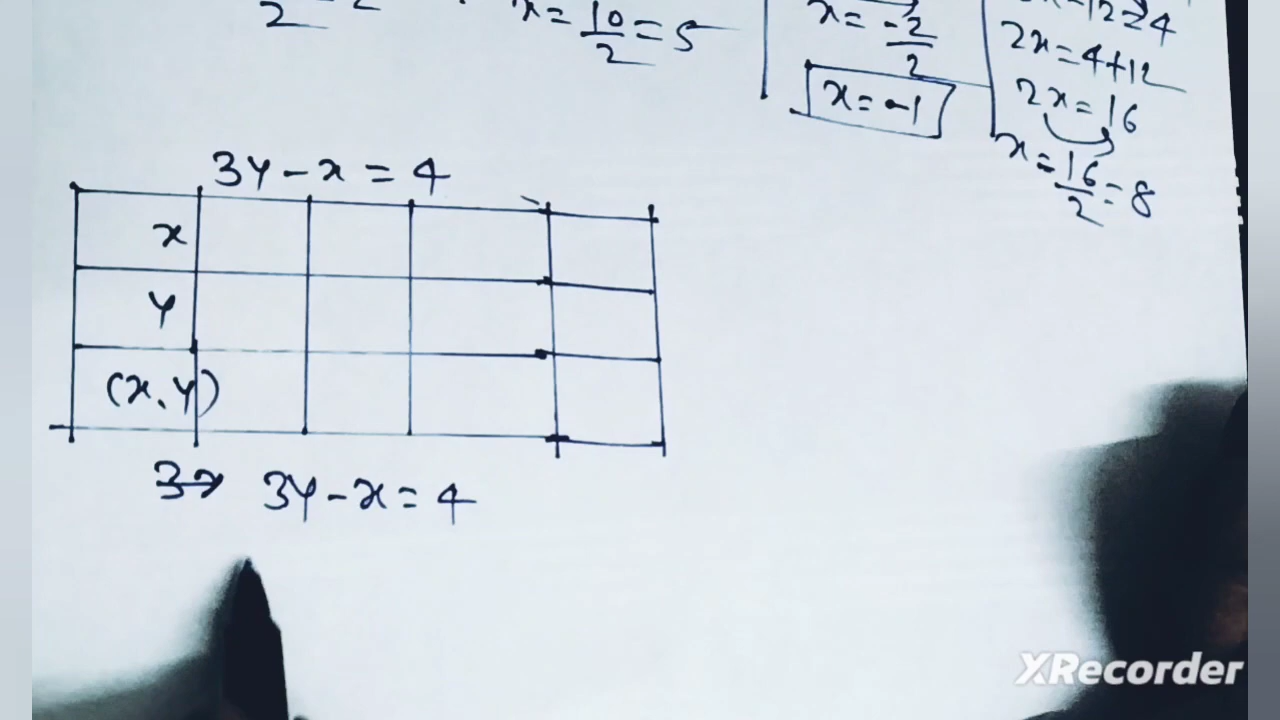 x = 10/2 = 5
x = -2/2
x = -1
2x = 4+12
2x = 16
x = 16/2 = 8
3y - x = 4
x
y
(x, y)
3y - x = 4
XRecorder